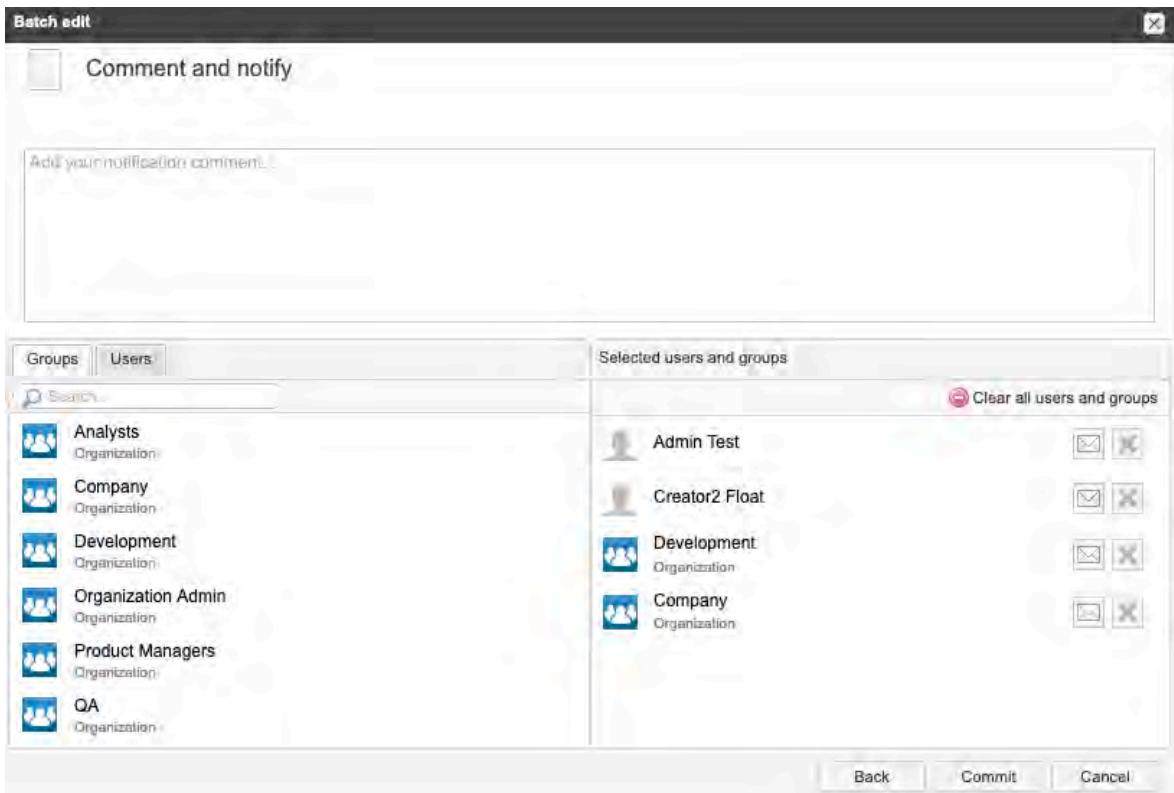 Batch edit
Comment and notify
Add your notification comment...
Groups
Users
Selected users and groups
Search...
Clear all users and groups
Analysts
Organization
Company
Organization
Development
Organization
Organization Admin
Organization
Product Managers
Organization
QA
Organization
Admin Test
Creator2 Float
Development
Organization
Company
Organization
Back
Commit
Cancel